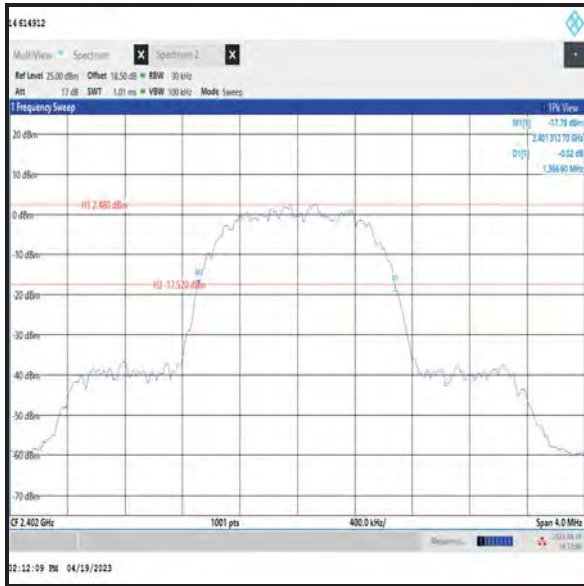 14 614912
MultiView Spectrum X Spectrum 2 X
Ref Level 25.00 dBm Offset 18.50 dB RBW 30 kHz
Att 17 dB SWT 1.01 ms VBW 100 kHz Mode Sweep
1 Frequency Sweep 1Pk View
M1[1] -17.78 dBm
2.401 312 70 GHz
D1[1] -0.02 dB
1.366 60 MHz
20 dBm
10 dBm
H1 2.480 dBm
0 dBm
-10 dBm
M1
H2 -17.520 dBm
D1
-20 dBm
-30 dBm
-40 dBm
-50 dBm
-60 dBm
-70 dBm
CF 2.402 GHz 1001 pts 400.0 kHz/ Span 4.0 MHz
02:12:09 PM 04/19/2023